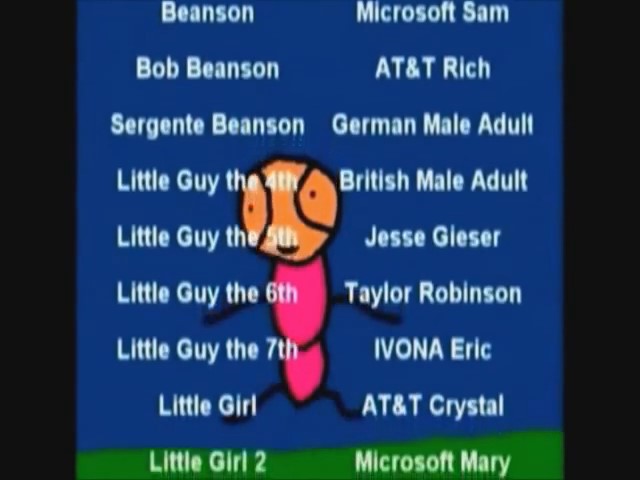 Beanson Microsoft Sam
Bob Beanson AT&T Rich
Sergente Beanson German Male Adult
Little Guy the 4th British Male Adult
Little Guy the 5th Jesse Gieser
Little Guy the 6th Taylor Robinson
Little Guy the 7th IVONA Eric
Little Girl AT&T Crystal
Little Girl 2 Microsoft Mary